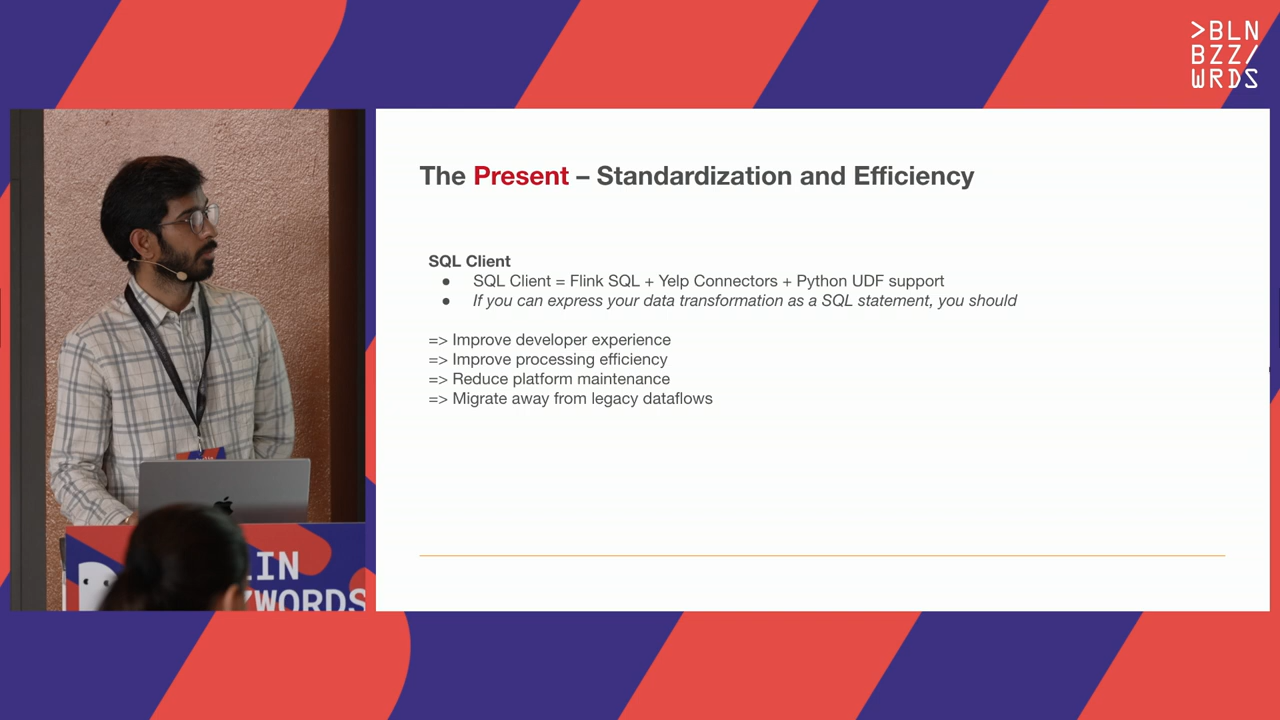 >BLN
BZZ/
WRDS
The Present – Standardization and Efficiency
SQL Client
● SQL Client = Flink SQL + Yelp Connectors + Python UDF support
● If you can express your data transformation as a SQL statement, you should
=> Improve developer experience
=> Improve processing efficiency
=> Reduce platform maintenance
=> Migrate away from legacy dataflows